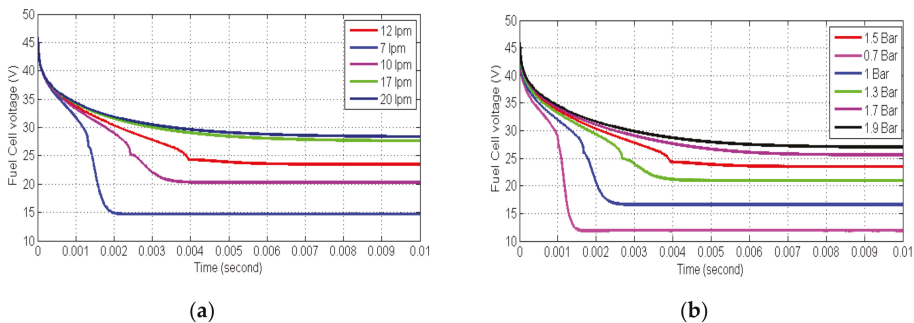 50
45
40
35
30
25
20
15
10
Fuel Cell voltage (V)
12 lpm
7 lpm
10 lpm
17 lpm
20 lpm
0 0.001 0.002 0.003 0.004 0.005 0.006 0.007 0.008 0.009 0.01
Time (second)
(a)
50
45
40
35
30
25
20
15
10
Fuel Cell voltage (V)
1.5 Bar
0.7 Bar
1 Bar
1.3 Bar
1.7 Bar
1.9 Bar
0 0.001 0.002 0.003 0.004 0.005 0.006 0.007 0.008 0.009 0.01
Time (second)
(b)